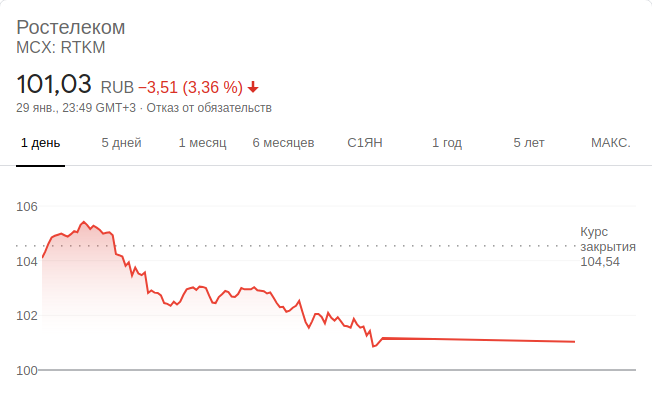 Ростелеком
MCX: RTKM
101,03 RUB −3,51 (3,36 %)
29 янв., 23:49 GMT+3 · Отказ от обязательств
1 день 5 дней 1 месяц 6 месяцев С1ЯН 1 год 5 лет МАКС.
106
Курс
закрытия
104,54
104
102
100